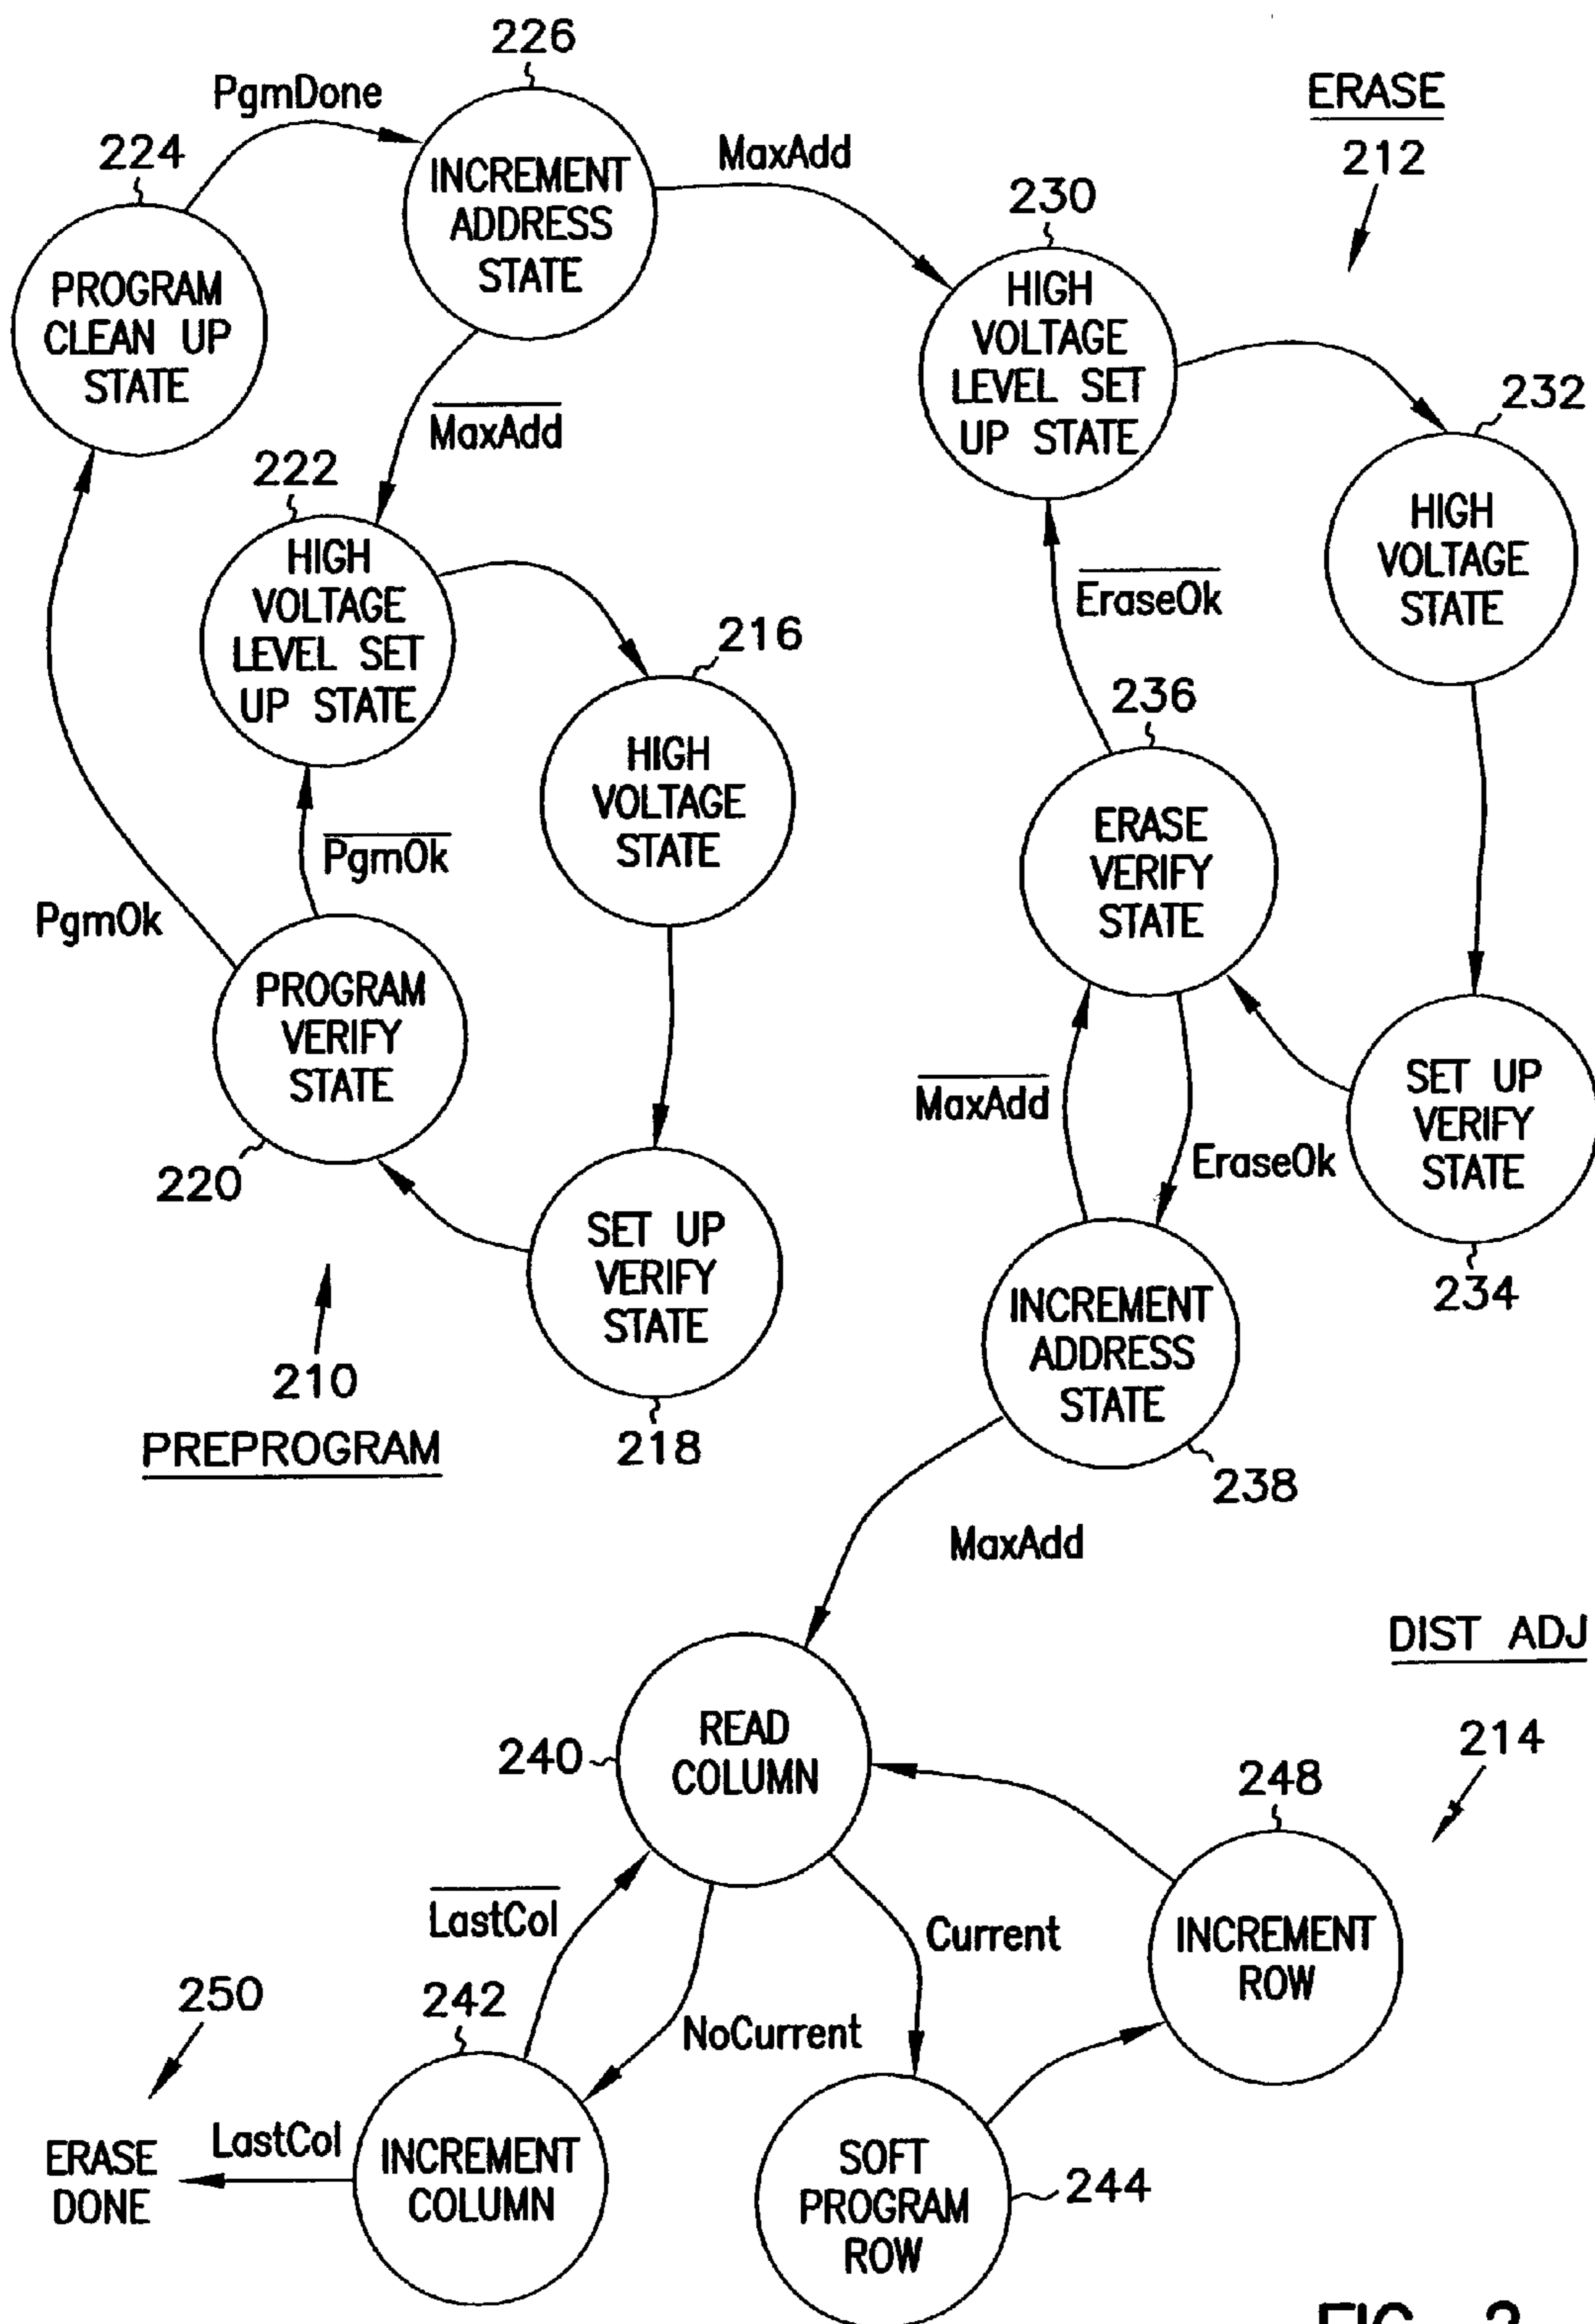 226
PgmDone
ERASE
224
MaxAdd
212
INCREMENT
ADDRESS
STATE
230
PROGRAM
CLEAN UP
STATE
HIGH
VOLTAGE
LEVEL SET
UP STATE
232
MaxAdd
222
HIGH
VOLTAGE
STATE
HIGH
VOLTAGE
LEVEL SET
UP STATE
EraseOk
216
236
HIGH
VOLTAGE
STATE
PgmOk
ERASE
VERIFY
STATE
PgmOk
PROGRAM
VERIFY
STATE
MaxAdd
SET UP
VERIFY
STATE
220
EraseOk
SET UP
VERIFY
STATE
234
INCREMENT
ADDRESS
STATE
210
PREPROGRAM
218
238
MaxAdd
DIST ADJ
READ
COLUMN
240
214
248
LastCol
Current
INCREMENT
ROW
250
242
NoCurrent
ERASE
DONE
LastCol
INCREMENT
COLUMN
SOFT
PROGRAM
ROW
244